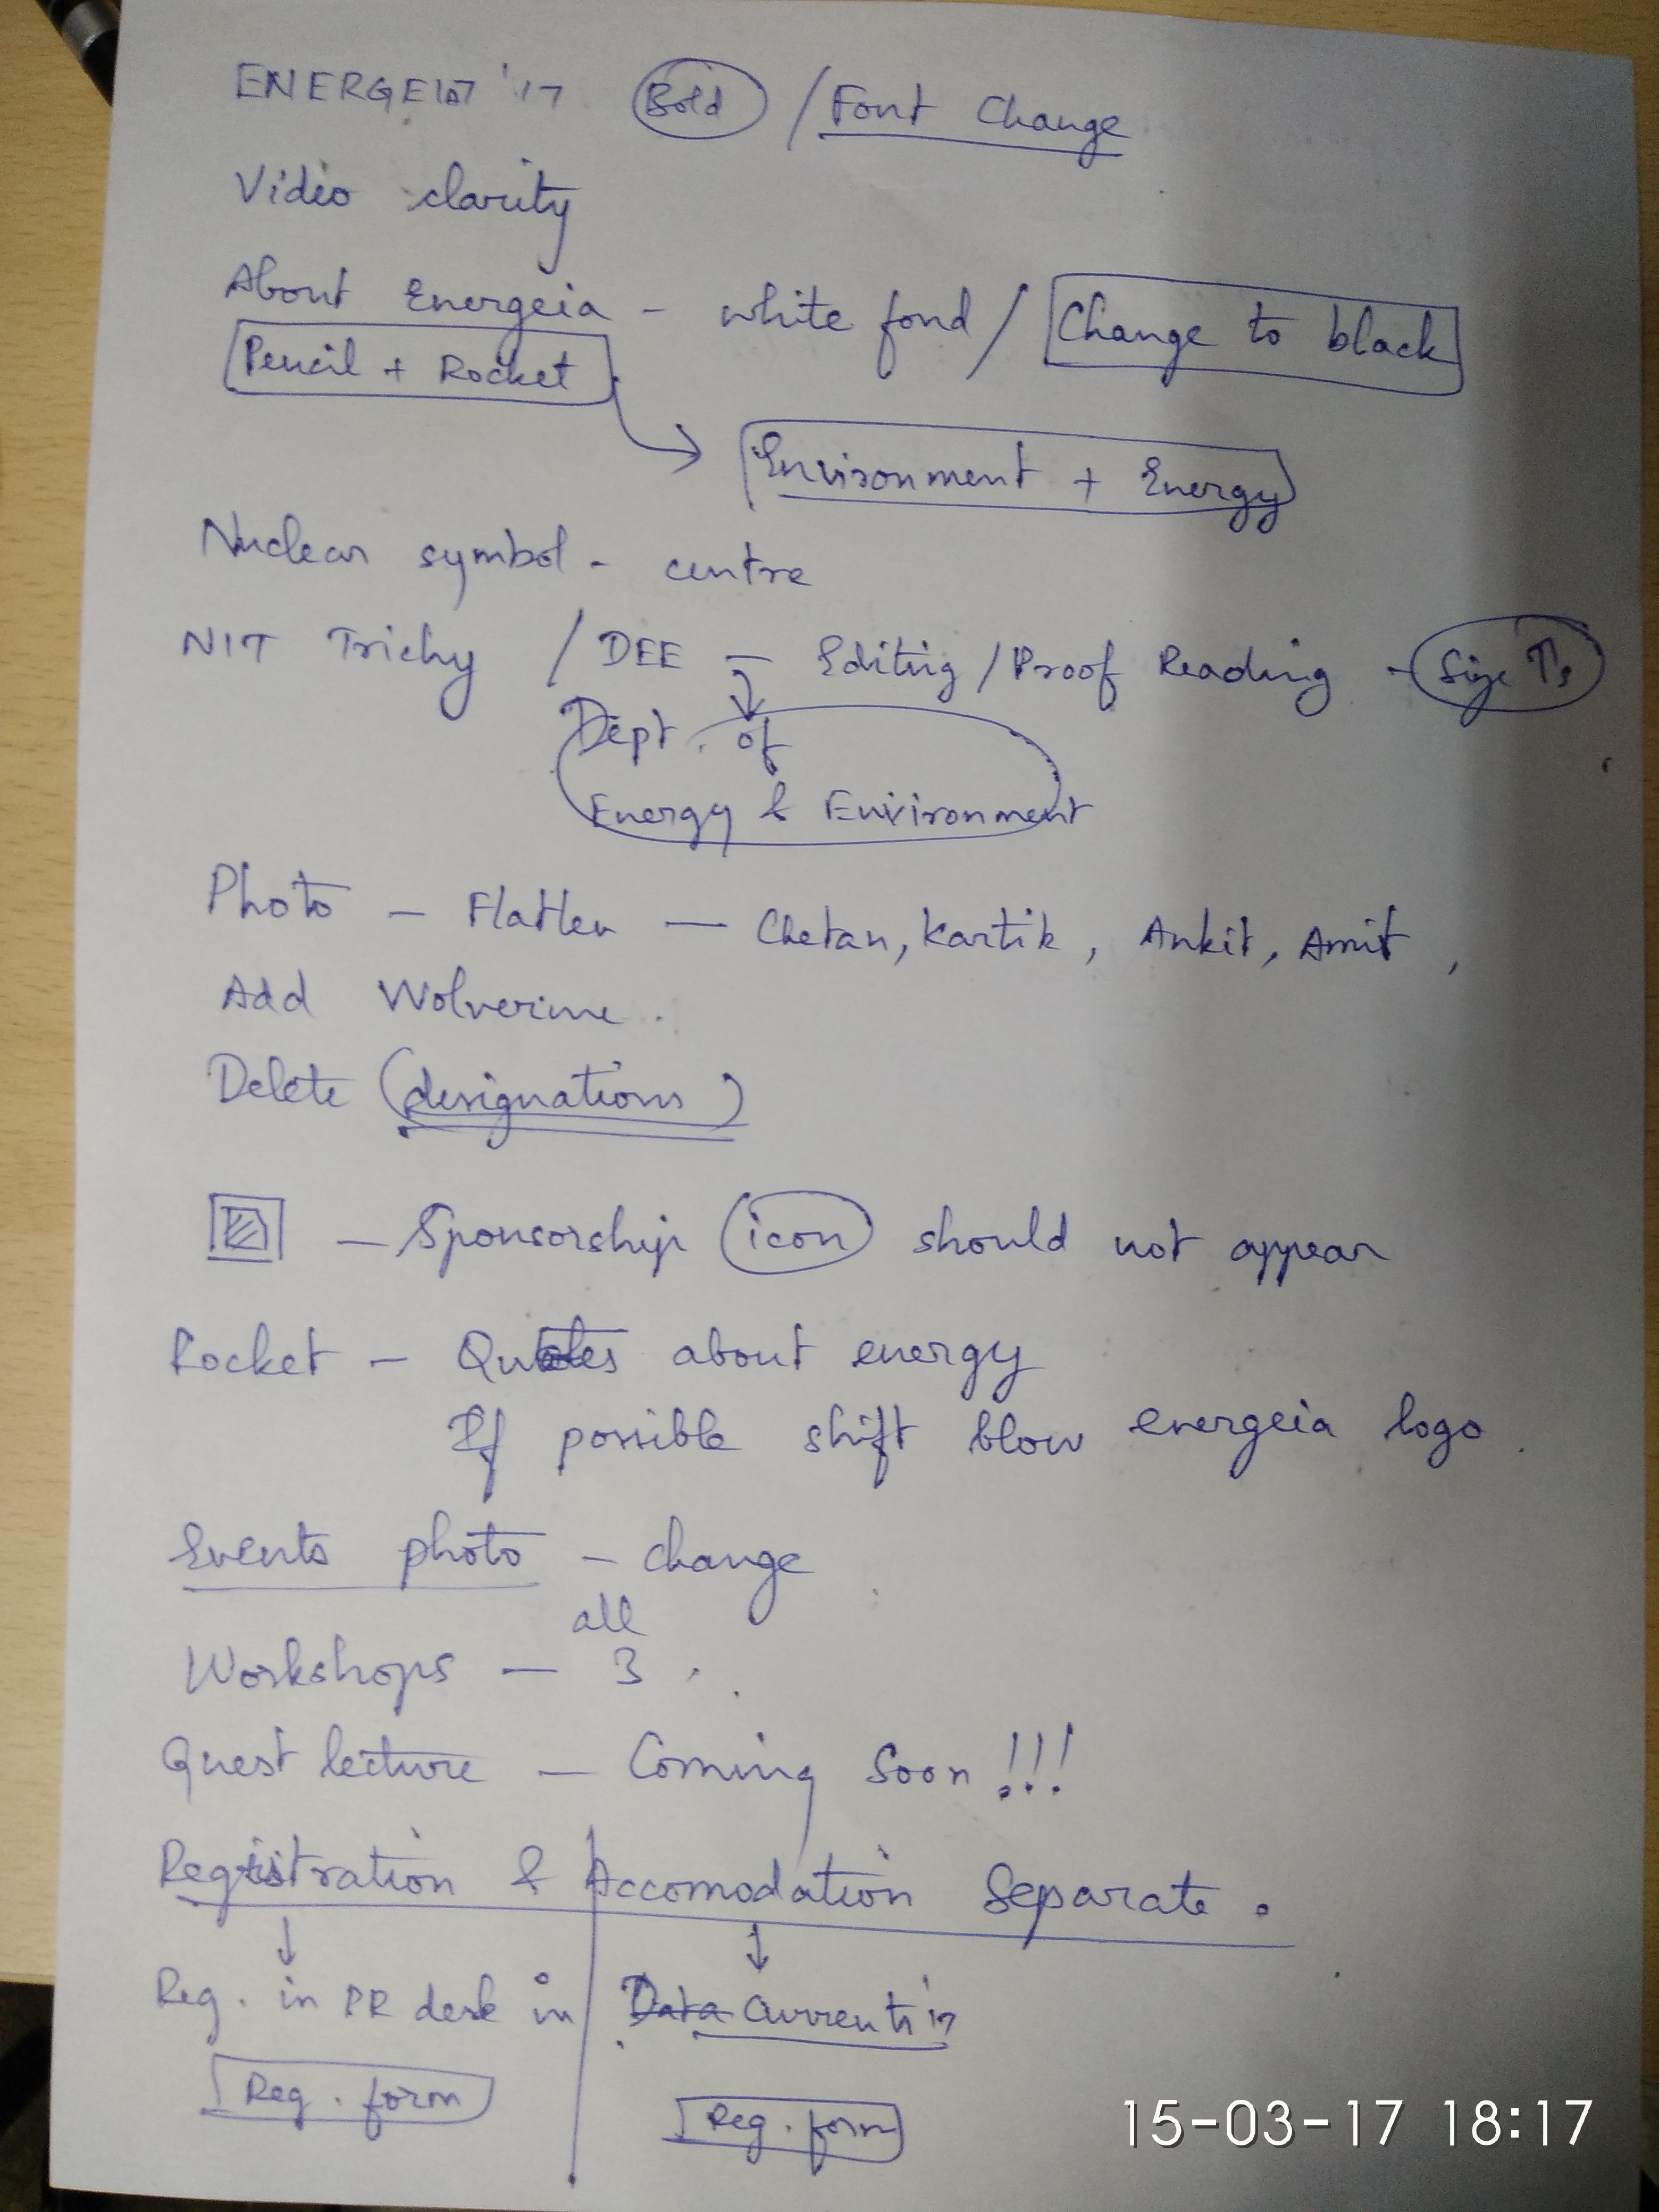 ENERGEIA '17 Bold / Font Change
Video clarity
About Energeia - white fond / Change to black
Pencil + Rocket
Environment + Energy
Nuclear symbol - centre
NIT Trichy / DEE - Editing / Proof Reading - Size ↑s
Dept. of
Energy & Environment
Photo - Flatten - Chetan, Kartik, Ankit, Amit,
Add Wolverine.
Delete (designations)
- Sponsorship icon should not appear
Rocket - Quotes about energy
If possible shift blow energeia logo.
Events photo - change
all
Workshops - 3.
Guest lecture - Coming Soon !!!
Registration & Accomodation Separate.
Reg. in PR desk in Data Currents'17
Reg. form Reg. form
15-03-17 18:17